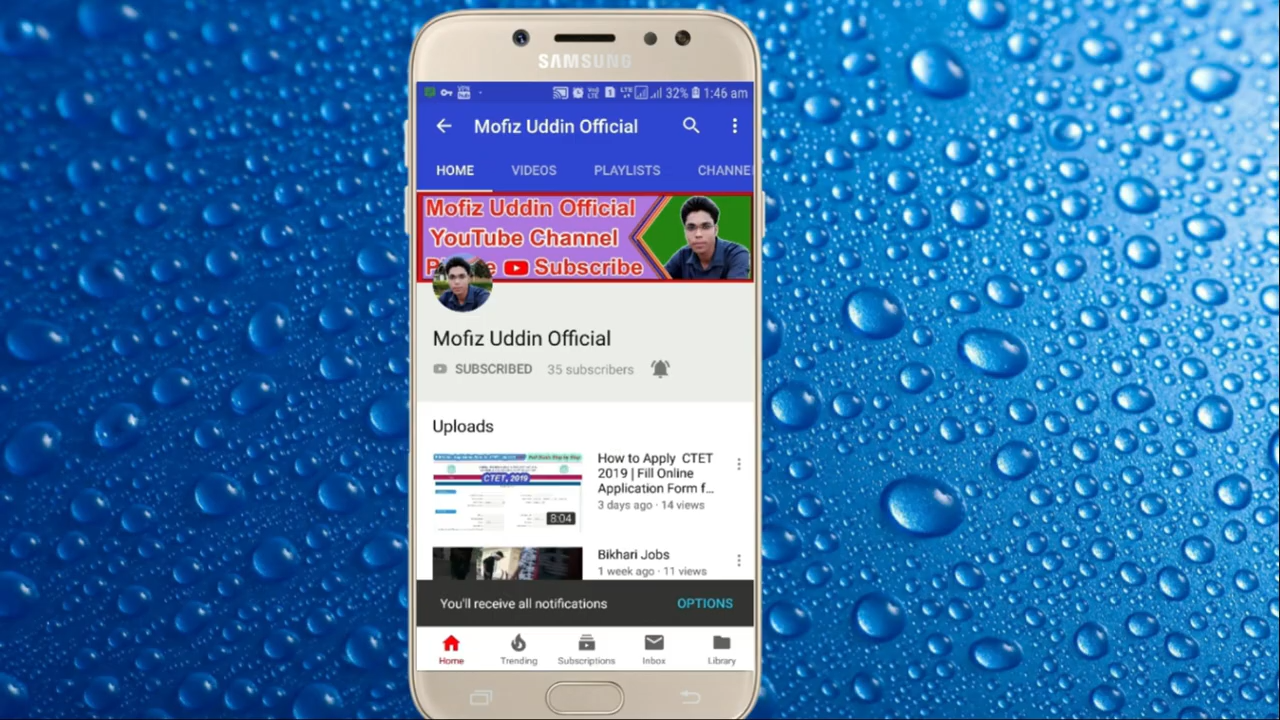 SAMSUNG
32% 1:46 am
Mofiz Uddin Official
HOME VIDEOS PLAYLISTS CHANNE
Mofiz Uddin Official
YouTube Channel
Subscribe
Mofiz Uddin Official
SUBSCRIBED 35 subscribers
Uploads
CTET, 2019
8:04
How to Apply CTET
2019 | Fill Online
Application Form f...
3 days ago · 14 views
Bikhari Jobs
1 week ago · 11 views
You'll receive all notifications OPTIONS
Home Trending Subscriptions Inbox Library